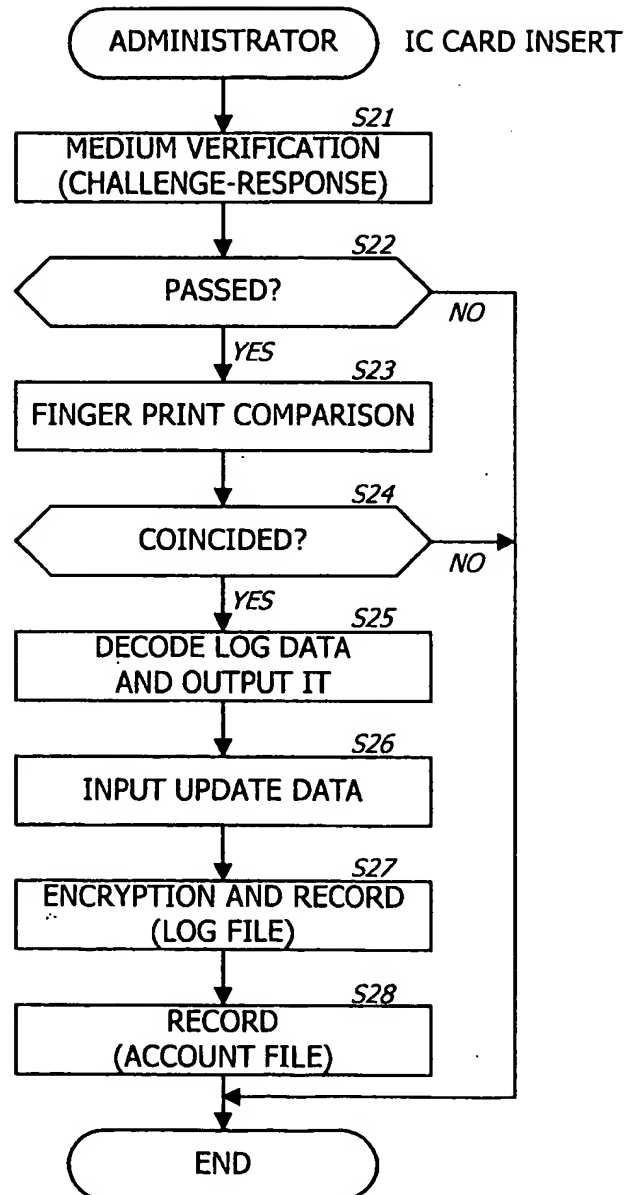 ADMINISTRATOR IC CARD INSERT
S21
MEDIUM VERIFICATION
(CHALLENGE-RESPONSE)
S22
PASSED?
NO
YES
S23
FINGER PRINT COMPARISON
S24
COINCIDED?
NO
YES
S25
DECODE LOG DATA
AND OUTPUT IT
S26
INPUT UPDATE DATA
S27
ENCRYPTION AND RECORD
(LOG FILE)
S28
RECORD
(ACCOUNT FILE)
END